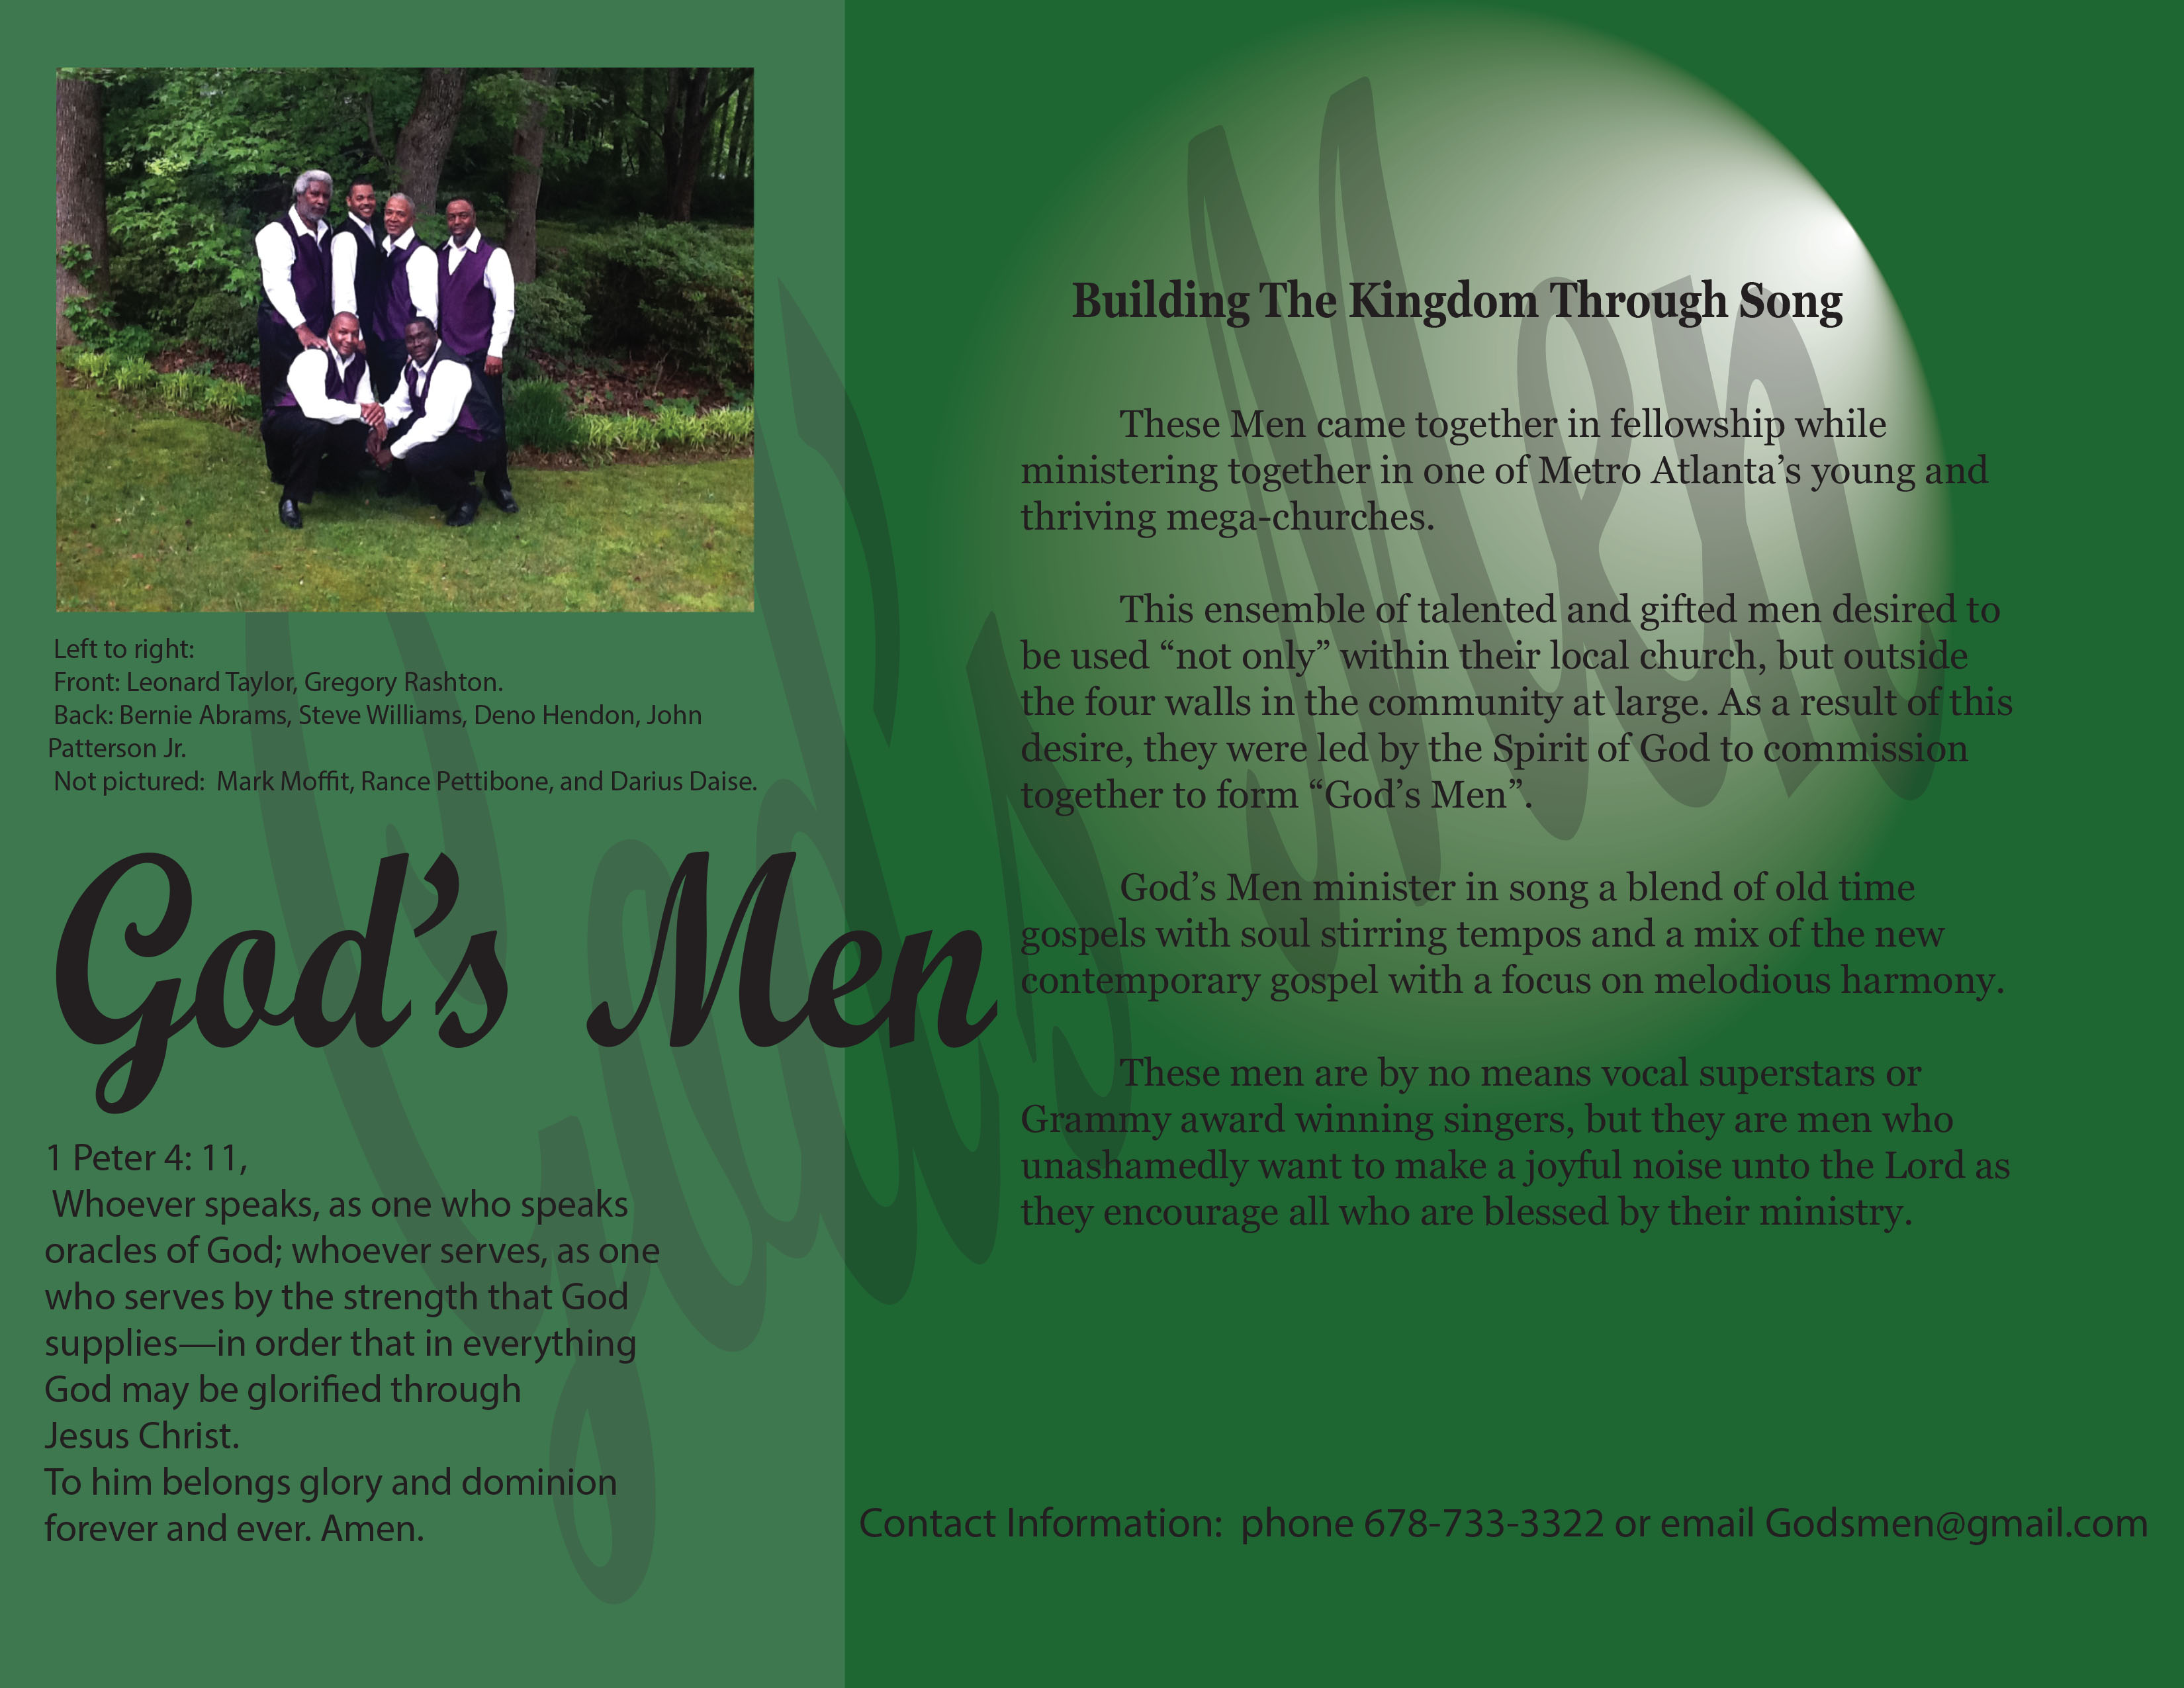 Left to right:
Front: Leonard Taylor, Gregory Rashton.
Back: Bernie Abrams, Steve Williams, Deno Hendon, John
Patterson Jr.
Not pictured:  Mark Moffit, Rance Pettibone, and Darius Daise.
God's Men
1 Peter 4: 11,
Whoever speaks, as one who speaks
oracles of God; whoever serves, as one
who serves by the strength that God
supplies—in order that in everything
God may be glorified through
Jesus Christ.
To him belongs glory and dominion
forever and ever. Amen.
God's Men
Building The Kingdom Through Song
These Men came together in fellowship while
ministering together in one of Metro Atlanta’s young and
thriving mega-churches.
This ensemble of talented and gifted men desired to
be used “not only” within their local church, but outside
the four walls in the community at large. As a result of this
desire, they were led by the Spirit of God to commission
together to form “God’s Men”.
God’s Men minister in song a blend of old time
gospels with soul stirring tempos and a mix of the new
contemporary gospel with a focus on melodious harmony.
These men are by no means vocal superstars or
Grammy award winning singers, but they are men who
unashamedly want to make a joyful noise unto the Lord as
they encourage all who are blessed by their ministry.
Contact Information:  phone 678-733-3322 or email Godsmen@gmail.com